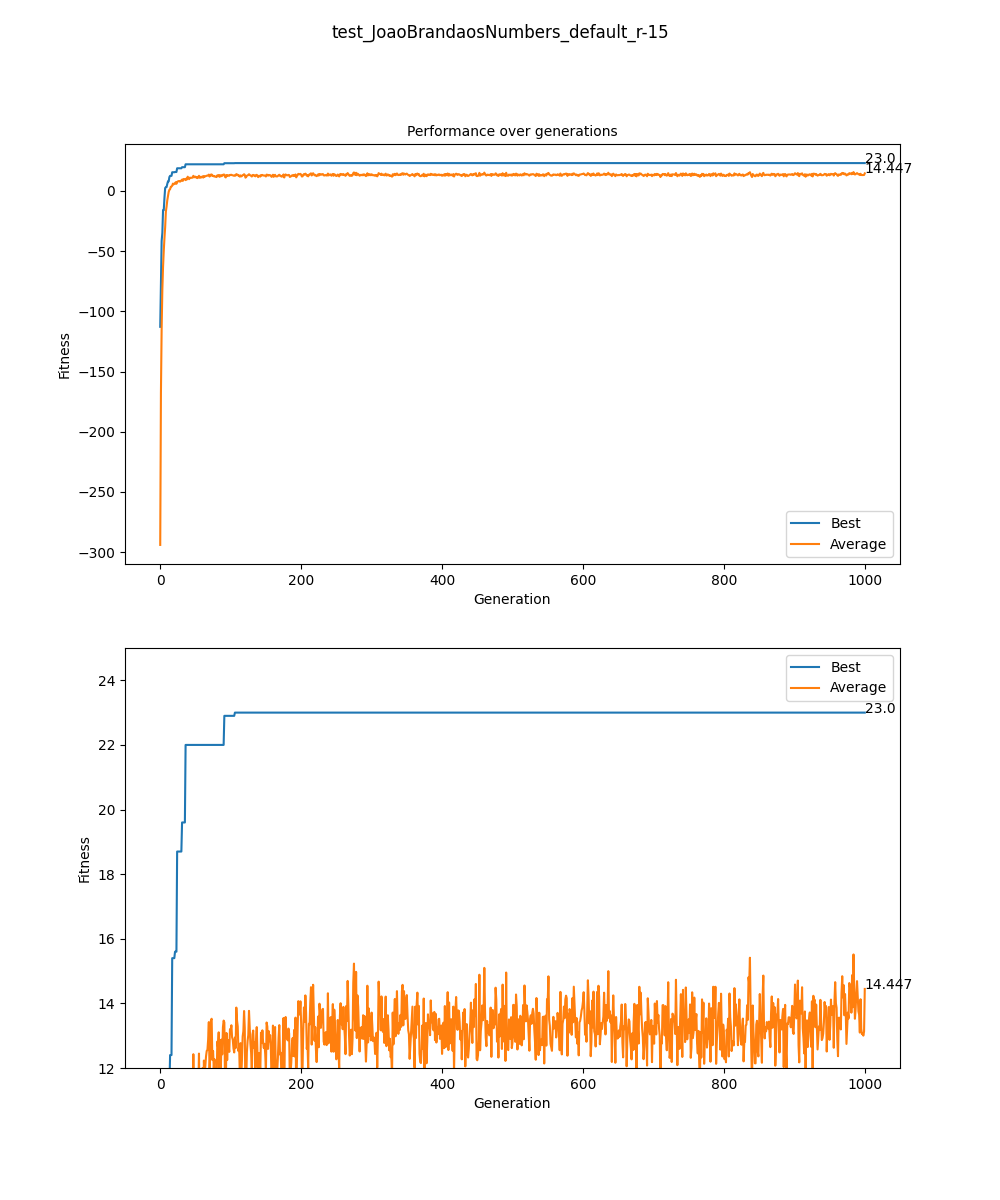 test_JoaoBrandaosNumbers_default_r-15
Performance over generations
23.0
14.447
0
−50
−100
−150
−200
−250
−300
Fitness
Best
Average
0 200 400 600 800 1000
Generation
Best
Average
23.0
14.447
24
22
20
18
16
14
12
Fitness
0 200 400 600 800 1000
Generation